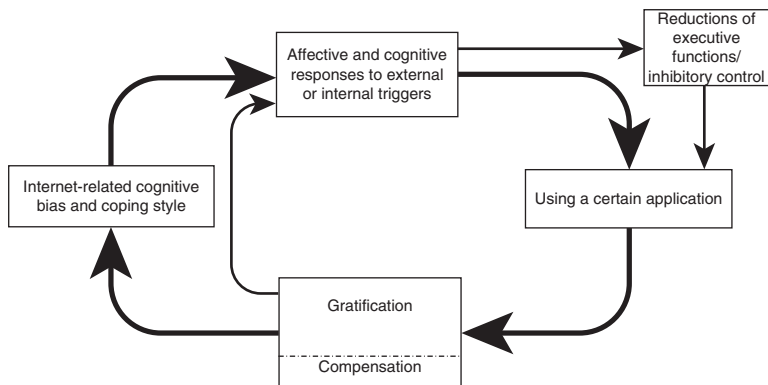 Affective and cognitive
responses to external
or internal triggers
Reductions of
executive
functions/
inhibitory control
Internet-related cognitive
bias and coping style
Using a certain application
Gratification
Compensation